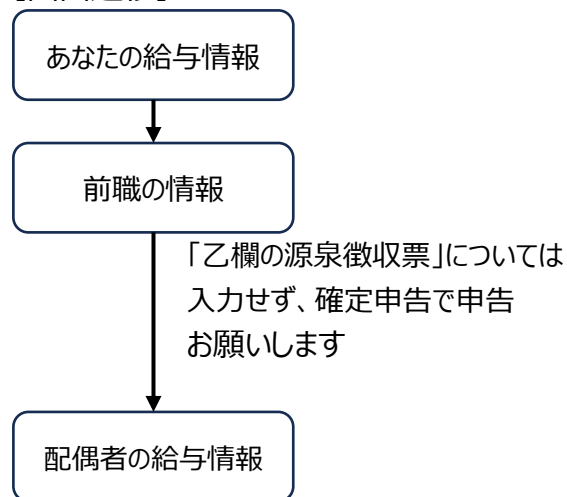 あなたの給与情報
前職の情報
「乙欄の源泉徴収票」については
入力せず、確定申告で申告
お願いします
配偶者の給与情報